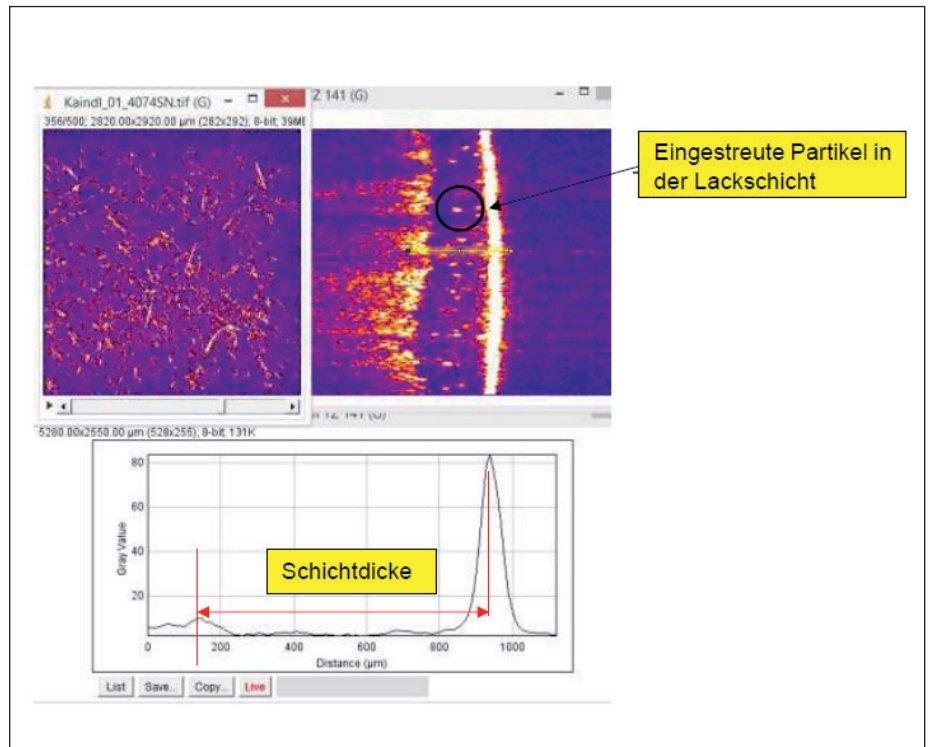 Kaindl_01_4074SN.tif (G)
356/500; 2820.00x2920.00 µm (282x292); 8-bit; 39MB
Z 141 (G)
Eingestreute Partikel in
der Lackschicht
141 (G)
5280.00x2550.00 µm (528x255); 8-bit; 131K
80
60
40
20
Gray Value
Schichtdicke
0 200 400 600 800 1000
Distance (µm)
List Save... Copy... Live